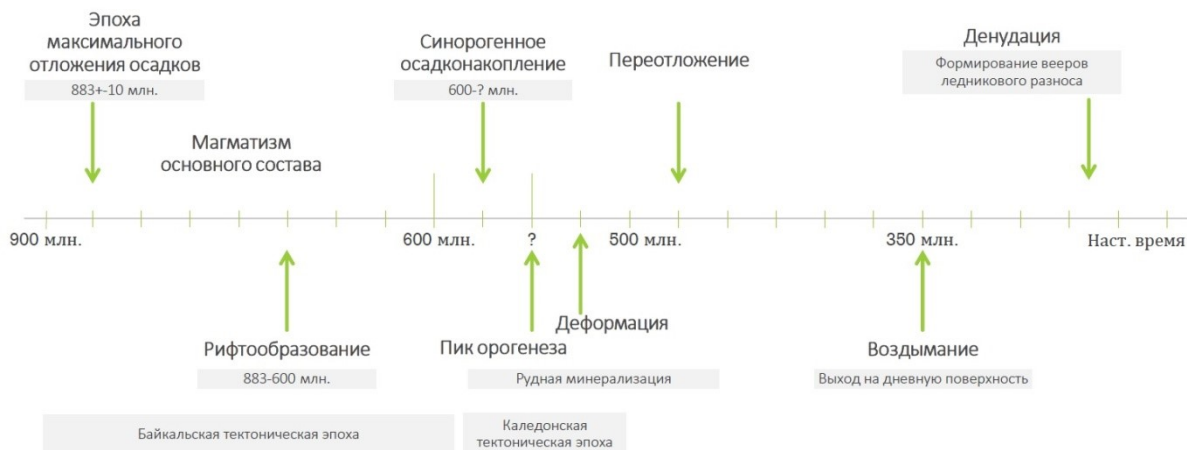 Эпоха
максимального
отложения осадков
883+-10 млн.
Магматизм
основного состава
Синорогенное
осадконакопление
600-? млн.
Переотложение
Денудация
Формирование вееров
ледникового разноса
900 млн.
600 млн.
?
500 млн.
350 млн.
Наст. время
Рифтообразование
883-600 млн.
Пик орогенеза
Деформация
Рудная минерализация
Воздымание
Выход на дневную поверхность
Байкальская тектоническая эпоха
Каледонская
тектоническая эпоха